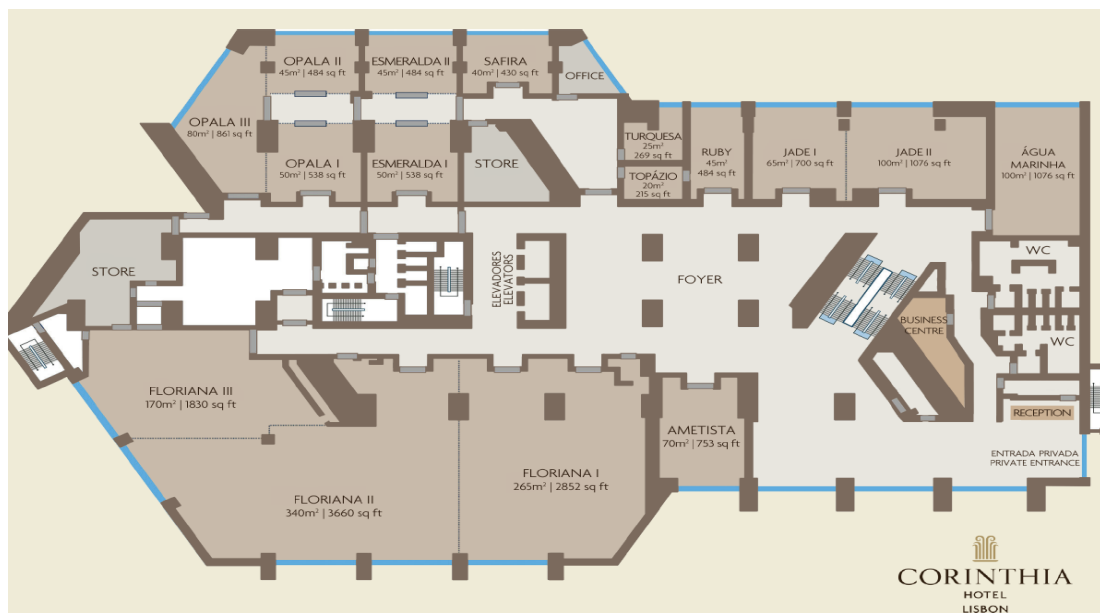 OPALA II
45m² | 484 sq ft
ESMERALDA II
45m² | 484 sq ft
SAFIRA
40m² | 430 sq ft
OFFICE
OPALA III
80m² | 861 sq ft
OPALA I
50m² | 538 sq ft
ESMERALDA I
50m² | 538 sq ft
STORE
TURQUESA
25m²
269 sq ft
TOPÁZIO
20m²
215 sq ft
RUBY
45m²
484 sq ft
JADE I
65m² | 700 sq ft
JADE II
100m² | 1076 sq ft
ÁGUA
MARINHA
100m² | 1076 sq ft
STORE
ELEVADORES
ELEVATORS
FOYER
WC
BUSINESS
CENTRE
WC
FLORIANA III
170m² | 1830 sq ft
AMETISTA
70m² | 753 sq ft
RECEPTION
FLORIANA I
265m² | 2852 sq ft
FLORIANA II
340m² | 3660 sq ft
ENTRADA PRIVADA
PRIVATE ENTRANCE
CORINTHIA
HOTEL
LISBON